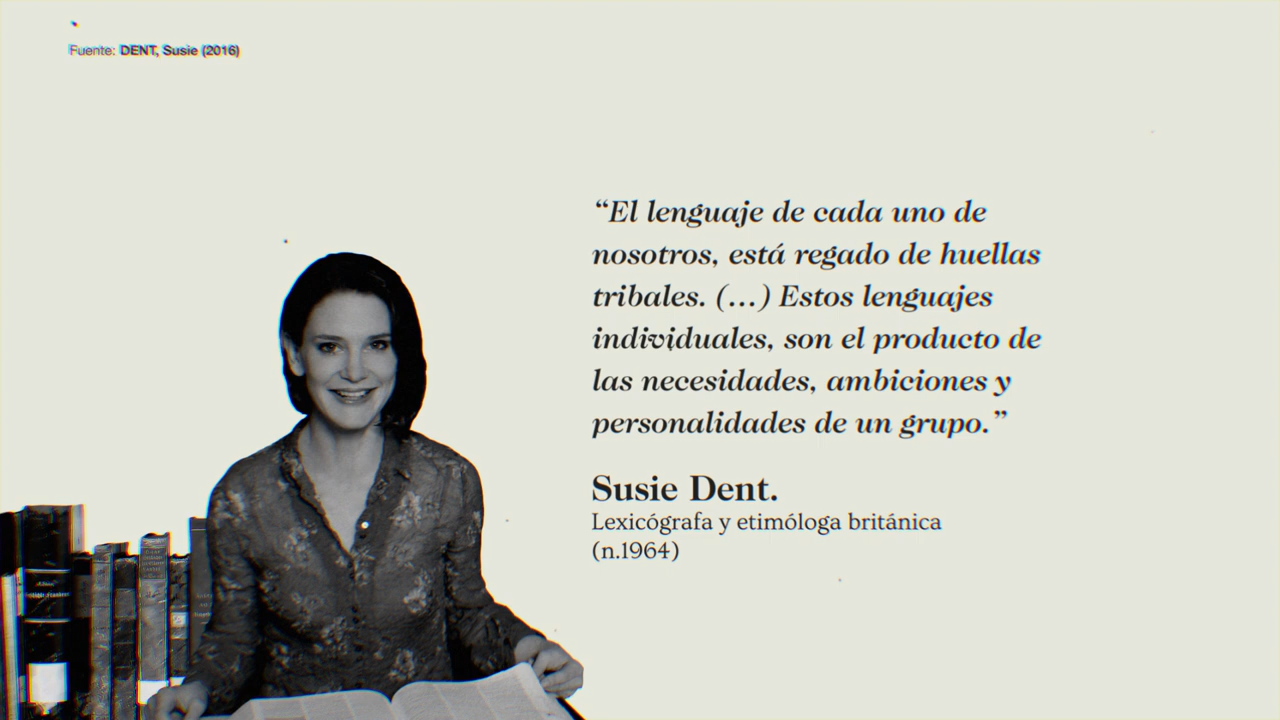 Fuente: DENT, Susie (2016)
“El lenguaje de cada uno de
nosotros, está regado de huellas
tribales. (...) Estos lenguajes
individuales, son el producto de
las necesidades, ambiciones y
personalidades de un grupo.”
Susie Dent.
Lexicógrafa y etimóloga británica
(n.1964)